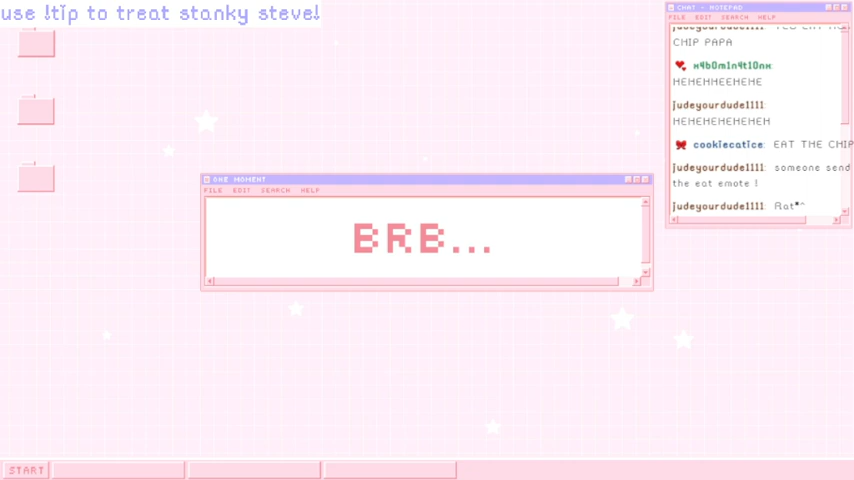 use !tip to treat stanky steve!
CHAT - NOTEPAD
FILE EDIT SEARCH HELP
CHIP PAPA
x4b0m1n4t10nx:
HEHEHHEEHEHE
judeyourdude1111:
HEHEHEHEHEHEH
cookiecatice: EAT THE CHIP
judeyourdude1111: someone send
the eat emote !
judeyourdude1111: Rat*^
ONE MOMENT
FILE EDIT SEARCH HELP
BRB...
START